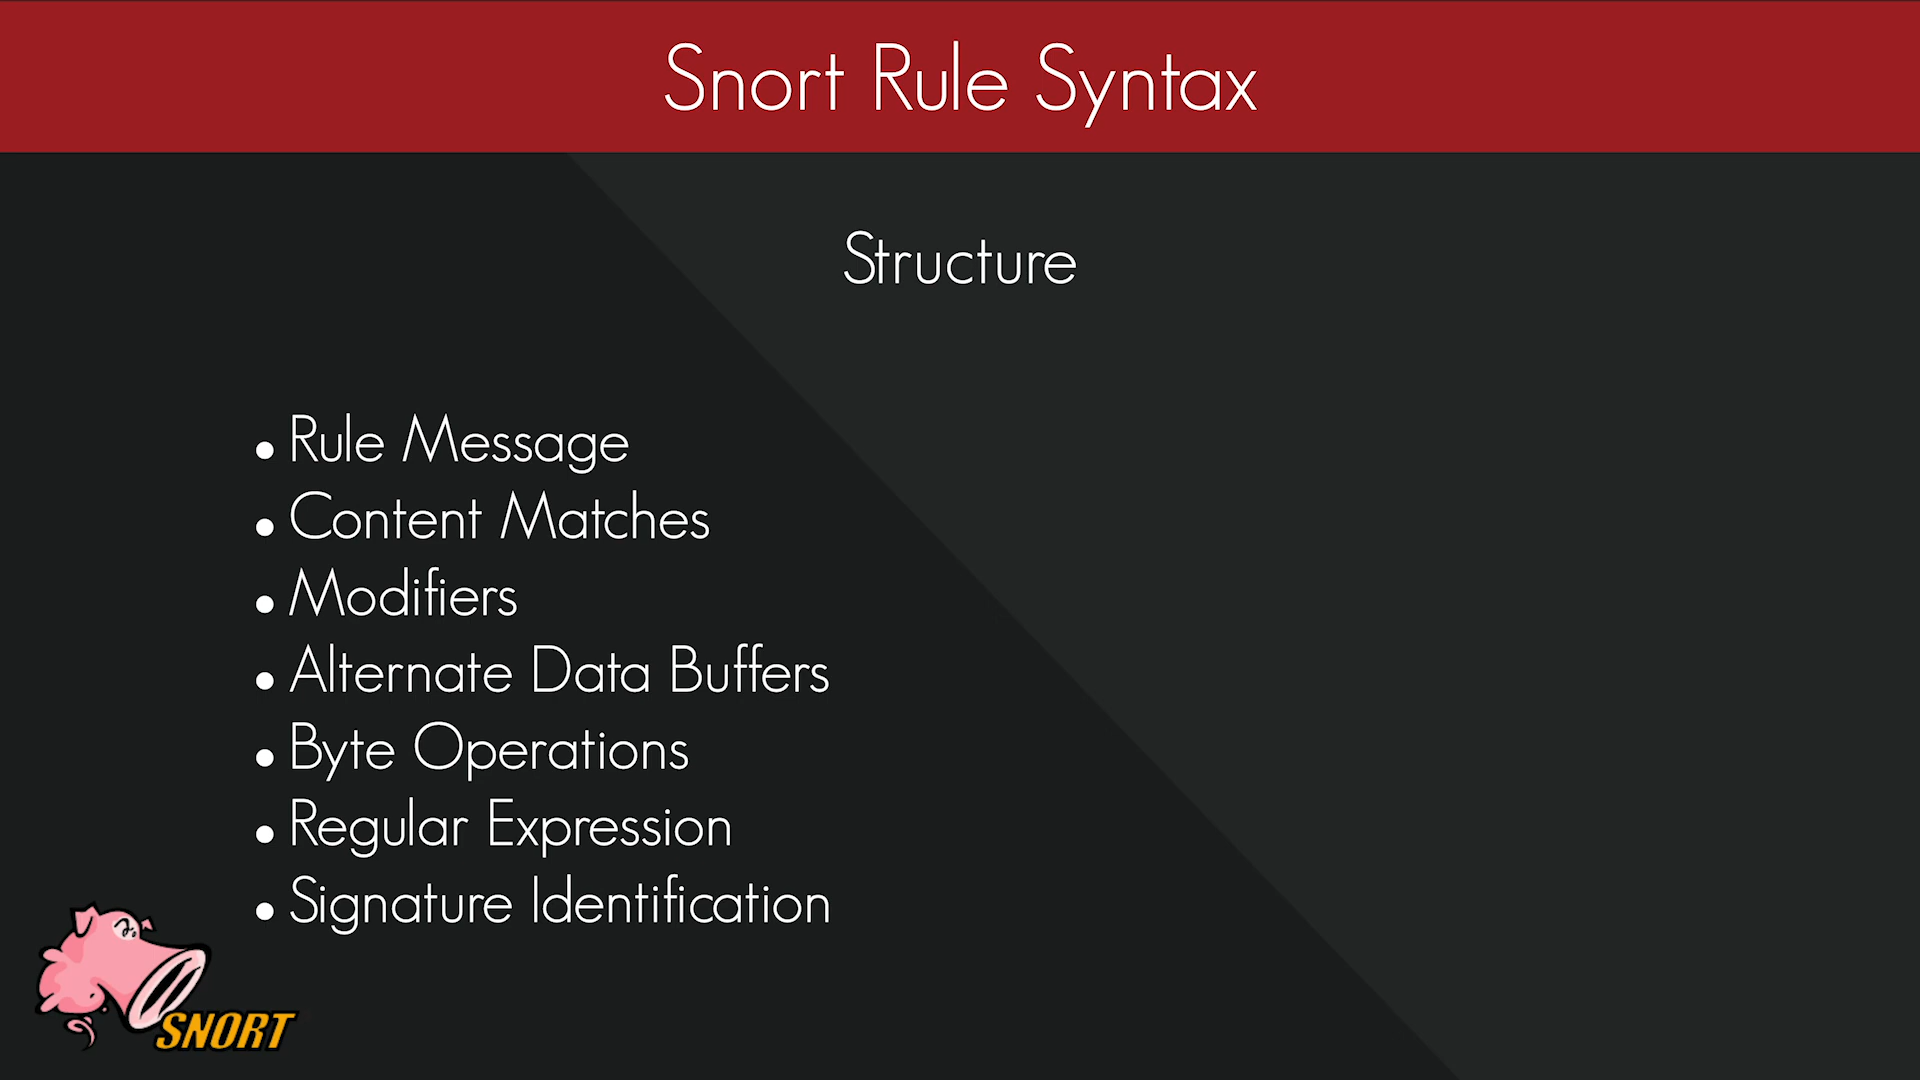 Snort Rule Syntax
Structure
• Rule Message
• Content Matches
• Modifiers
• Alternate Data Buffers
• Byte Operations
• Regular Expression
• Signature Identification
SNORT